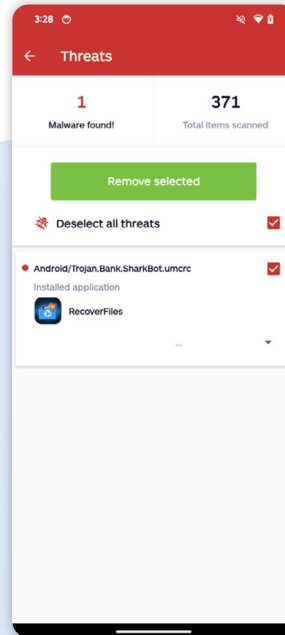 3:28
Threats
1
Malware found!
371
Total items scanned
Remove selected
Deselect all threats
Android/Trojan.Bank.SharkBot.umcrc
Installed application
RecoverFiles
...